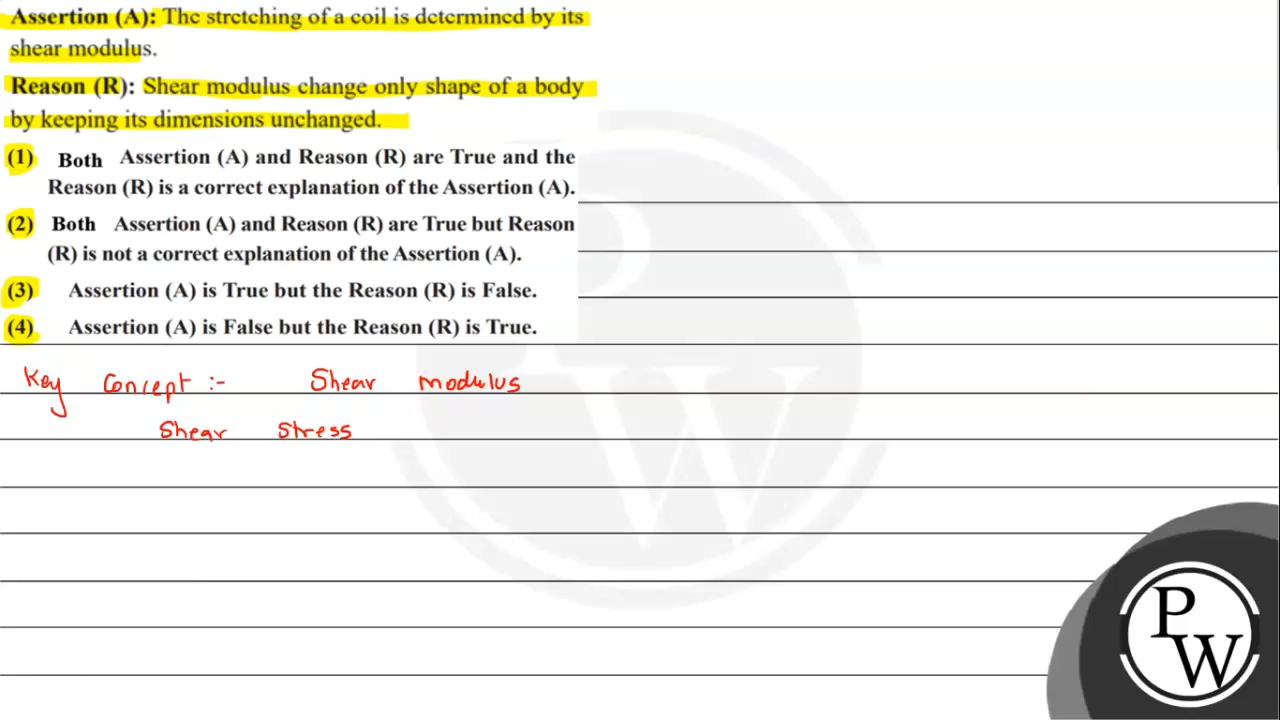 Assertion (A): The stretching of a coil is determined by its
shear modulus.
Reason (R): Shear modulus change only shape of a body
by keeping its dimensions unchanged.
(1) Both Assertion (A) and Reason (R) are True and the
Reason (R) is a correct explanation of the Assertion (A).
(2) Both Assertion (A) and Reason (R) are True but Reason
(R) is not a correct explanation of the Assertion (A).
(3) Assertion (A) is True but the Reason (R) is False.
(4) Assertion (A) is False but the Reason (R) is True.
Key Concept :- Shear modulus
Shear stress
PW
PW